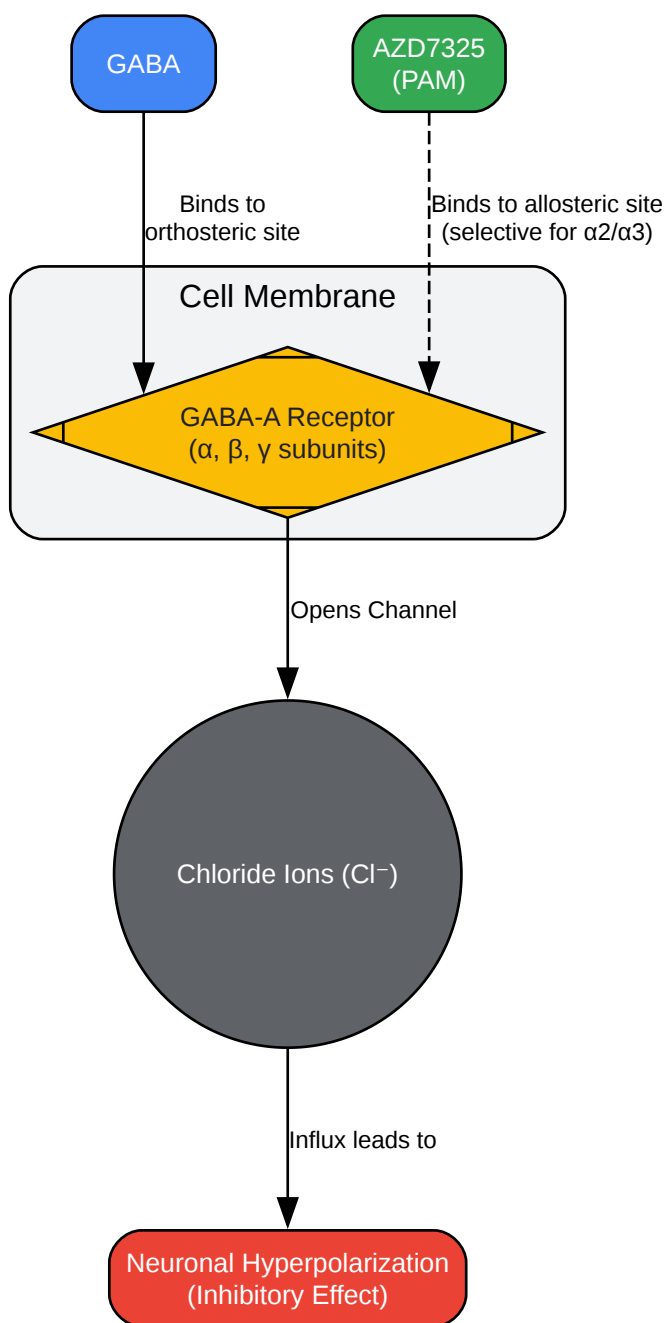 GABA
AZD7325
(PAM)
Binds to
orthosteric site
Binds to allosteric site
(selective for α2/α3)
Cell Membrane
GABA-A Receptor
(α, β, γ subunits)
Opens Channel
Chloride Ions (Cl⁻)
Influx leads to
Neuronal Hyperpolarization
(Inhibitory Effect)